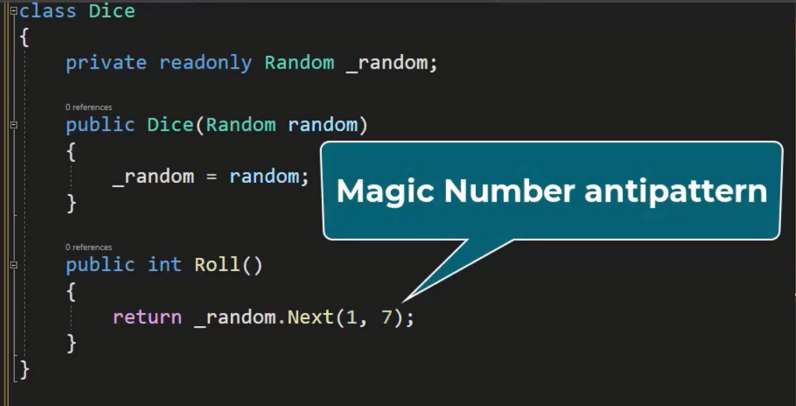 class Dice
{
private readonly Random _random;
0 references
public Dice(Random random)
{
_random = random;
}
Magic Number antipattern
0 references
public int Roll()
{
return _random.Next(1, 7);
}
}